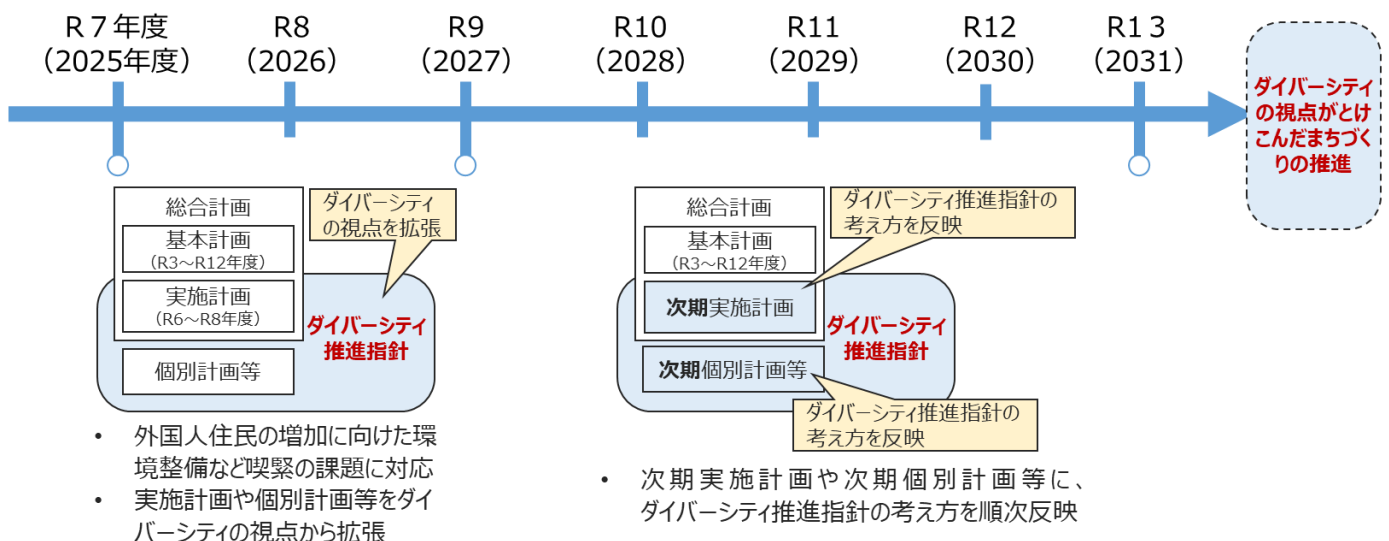 R７年度
（2025年度）
R8
（2026）
R9
（2027）
R10
（2028）
R11
（2029）
R12
（2030）
R1３
（2031）
ダイバーシティ
の視点がとけ
こんだまちづく
りの推進
総合計画
基本計画
（R3～R12年度）
実施計画
（R6～R8年度）
個別計画等
ダイバーシティ
の視点を拡張
ダイバーシティ
推進指針
• 外国人住民の増加に向けた環
境整備など喫緊の課題に対応
• 実施計画や個別計画等をダイ
バーシティの視点から拡張
総合計画
基本計画
（R3～R12年度）
次期実施計画
次期個別計画等
ダイバーシティ推進指針の
考え方を反映
ダイバーシティ
推進指針
ダイバーシティ推進指針の
考え方を反映
• 次期実施計画や次期個別計画等に、
ダイバーシティ推進指針の考え方を順次反映